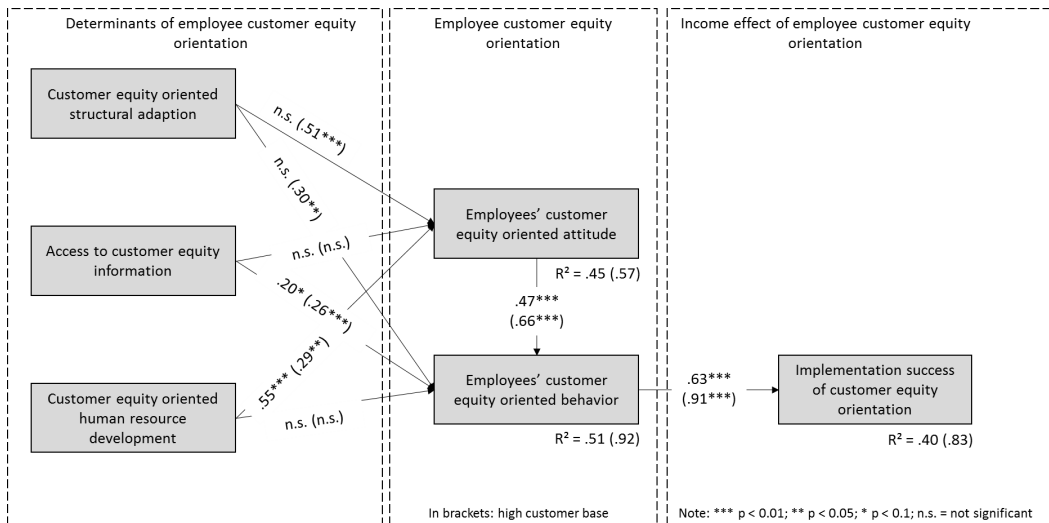 Determinants of employee customer equity
orientation
Employee customer equity
orientation
Income effect of employee customer equity
orientation
Customer equity oriented
structural adaption
n.s. (.51***)
n.s. (.30**)
Employees’ customer
equity oriented attitude
R² = .45 (.57)
Access to customer equity
information
n.s. (n.s.)
.20* (.26***)
.47***
(.66***)
Customer equity oriented
human resource
development
.55*** (.29**)
n.s. (n.s.)
Employees’ customer
equity oriented behavior
R² = .51 (.92)
.63***
(.91***)
Implementation success
of customer equity
orientation
R² = .40 (.83)
In brackets: high customer base
Note: *** p < 0.01; ** p < 0.05; * p < 0.1; n.s. = not significant